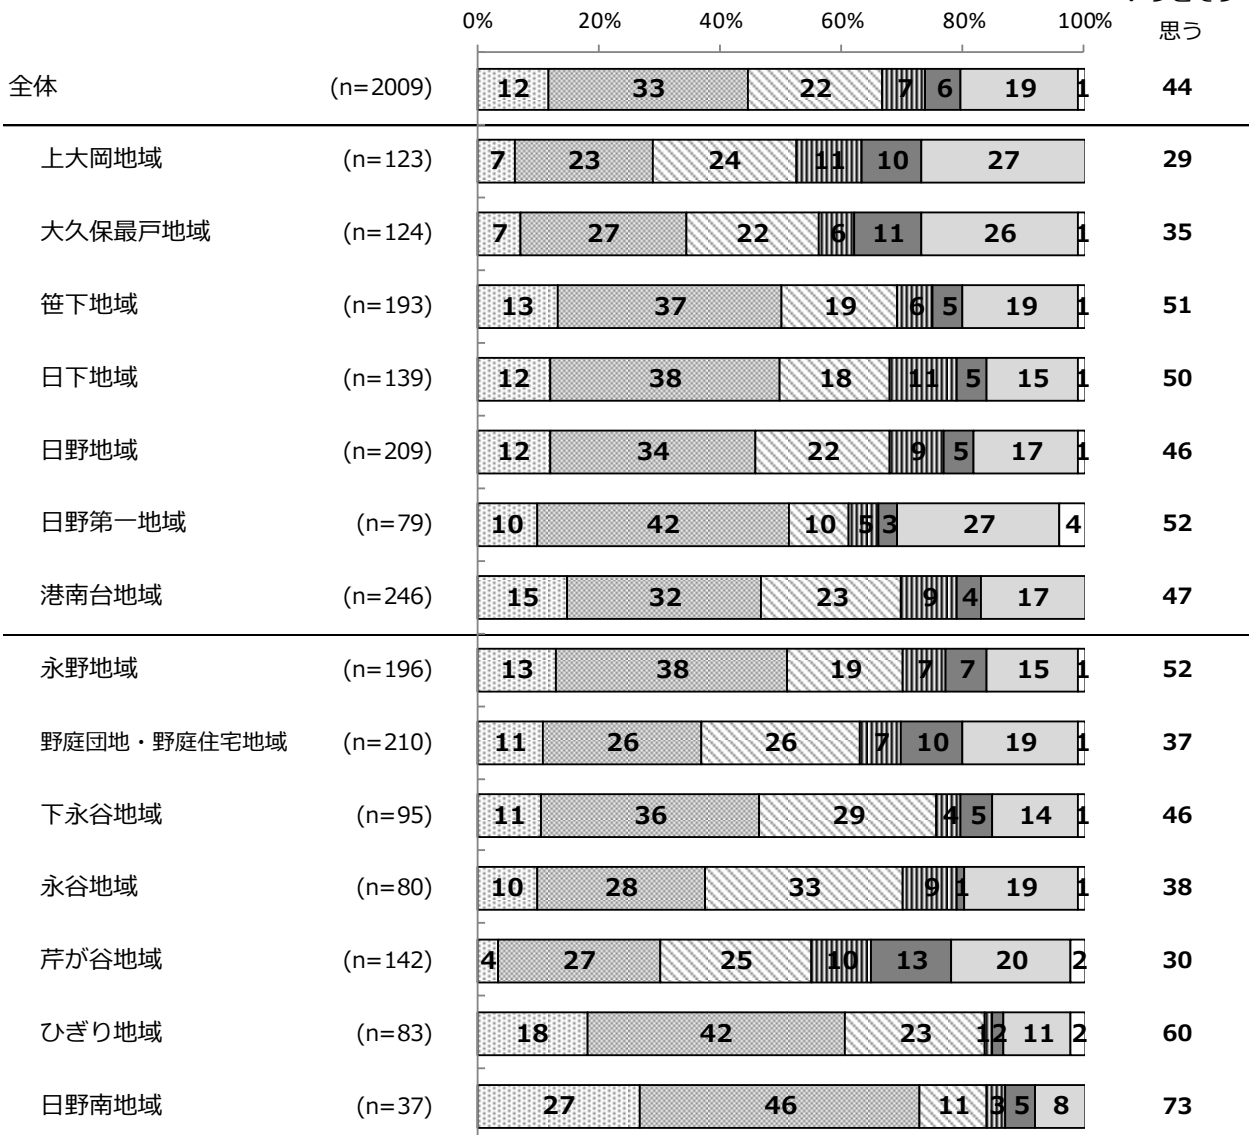 0% 20% 40% 60% 80% 100%
思う
全体 (n=2009) 12 33 22 7 6 19 1 44
上大岡地域 (n=123) 7 23 24 11 10 27 29
大久保最戸地域 (n=124) 7 27 22 6 11 26 1 35
笹下地域 (n=193) 13 37 19 6 5 19 1 51
日下地域 (n=139) 12 38 18 11 5 15 1 50
日野地域 (n=209) 12 34 22 9 5 17 1 46
日野第一地域 (n=79) 10 42 10 5 3 27 4 52
港南台地域 (n=246) 15 32 23 9 4 17 47
永野地域 (n=196) 13 38 19 7 7 15 1 52
野庭団地・野庭住宅地域 (n=210) 11 26 26 7 10 19 1 37
下永谷地域 (n=95) 11 36 29 4 5 14 1 46
永谷地域 (n=80) 10 28 33 9 1 19 1 38
芹が谷地域 (n=142) 4 27 25 10 13 20 2 30
ひぎり地域 (n=83) 18 42 23 1 2 11 2 60
日野南地域 (n=37) 27 46 11 3 5 8 73